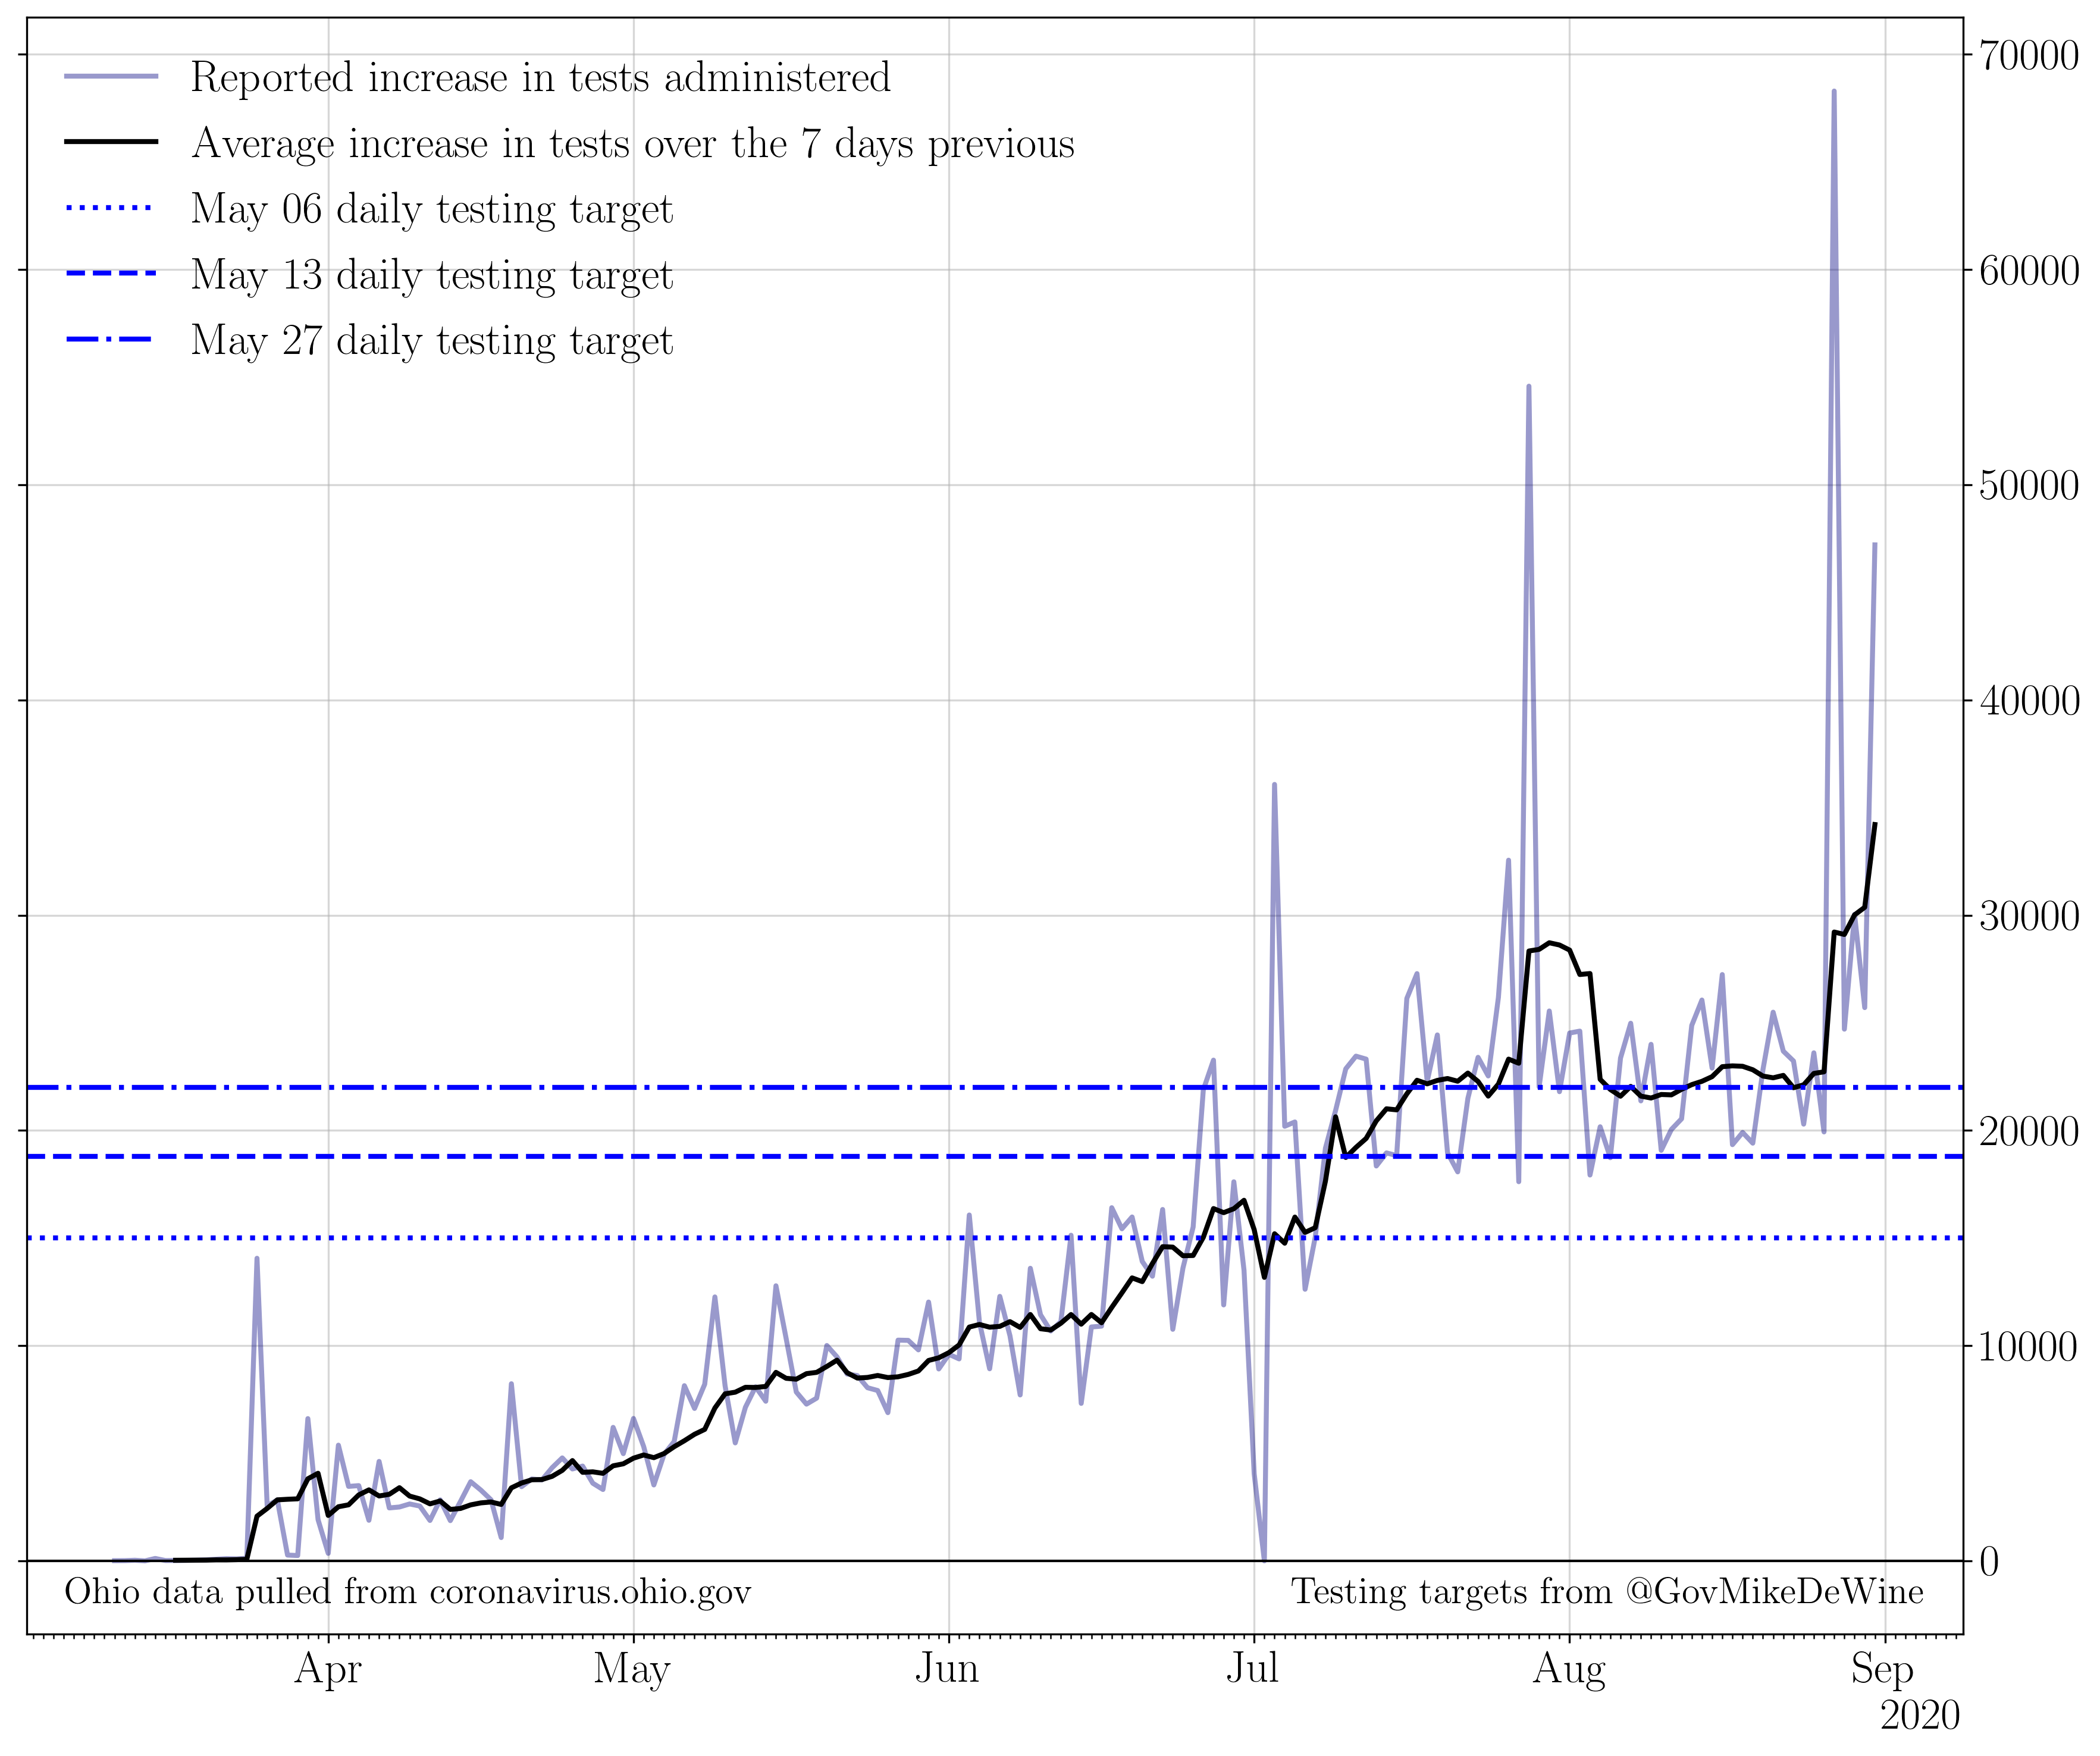 Reported increase in tests administered
Average increase in tests over the 7 days previous
May 06 daily testing target
May 13 daily testing target
May 27 daily testing target
70000
60000
50000
40000
30000
20000
10000
0
Ohio data pulled from coronavirus.ohio.gov
Testing targets from @GovMikeDeWine
Apr May Jun Jul Aug Sep
2020